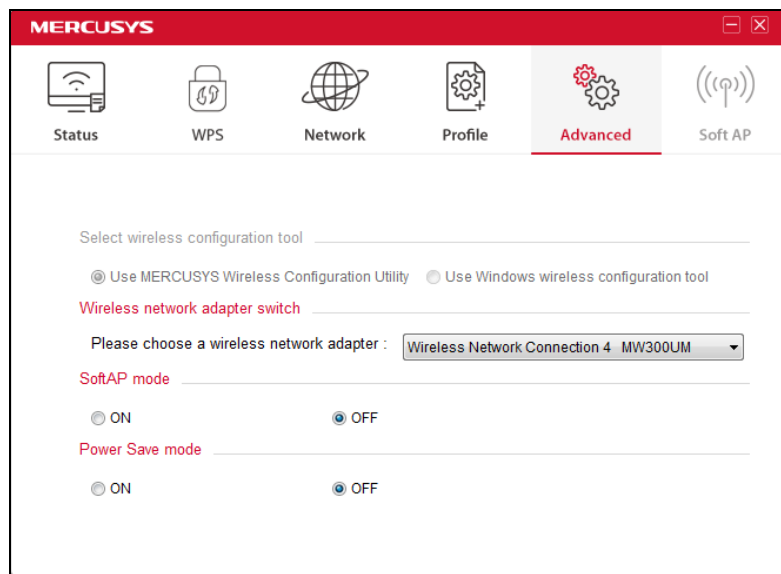 MERCUSYS
Status WPS Network Profile Advanced Soft AP
Select wireless configuration tool
Use MERCUSYS Wireless Configuration Utility Use Windows wireless configuration tool
Wireless network adapter switch
Please choose a wireless network adapter : Wireless Network Connection 4 MW300UM
SoftAP mode
ON OFF
Power Save mode
ON OFF